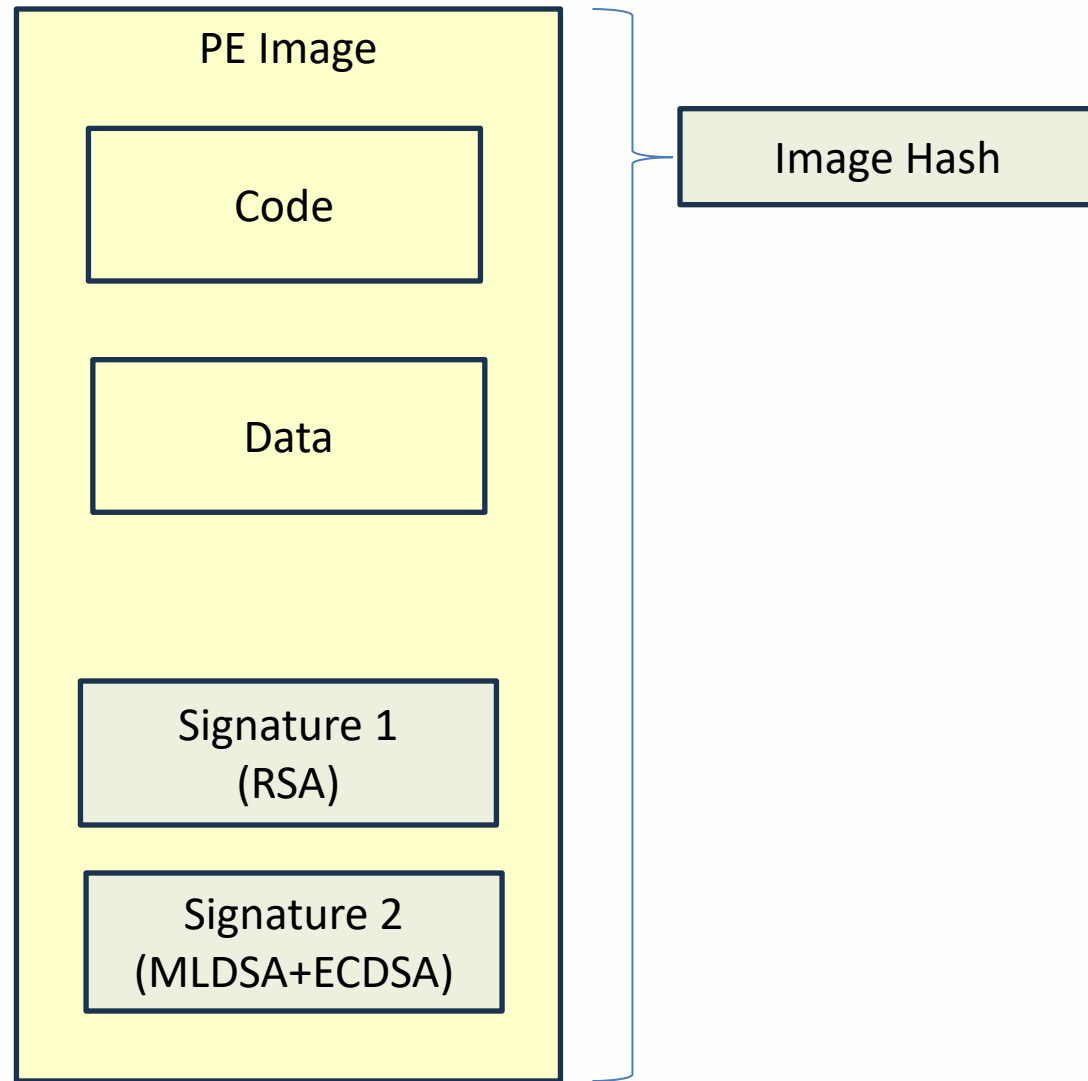 PE Image
Image Hash
Code
Data
Signature 1
(RSA)
Signature 2
(MLDSA+ECDSA)